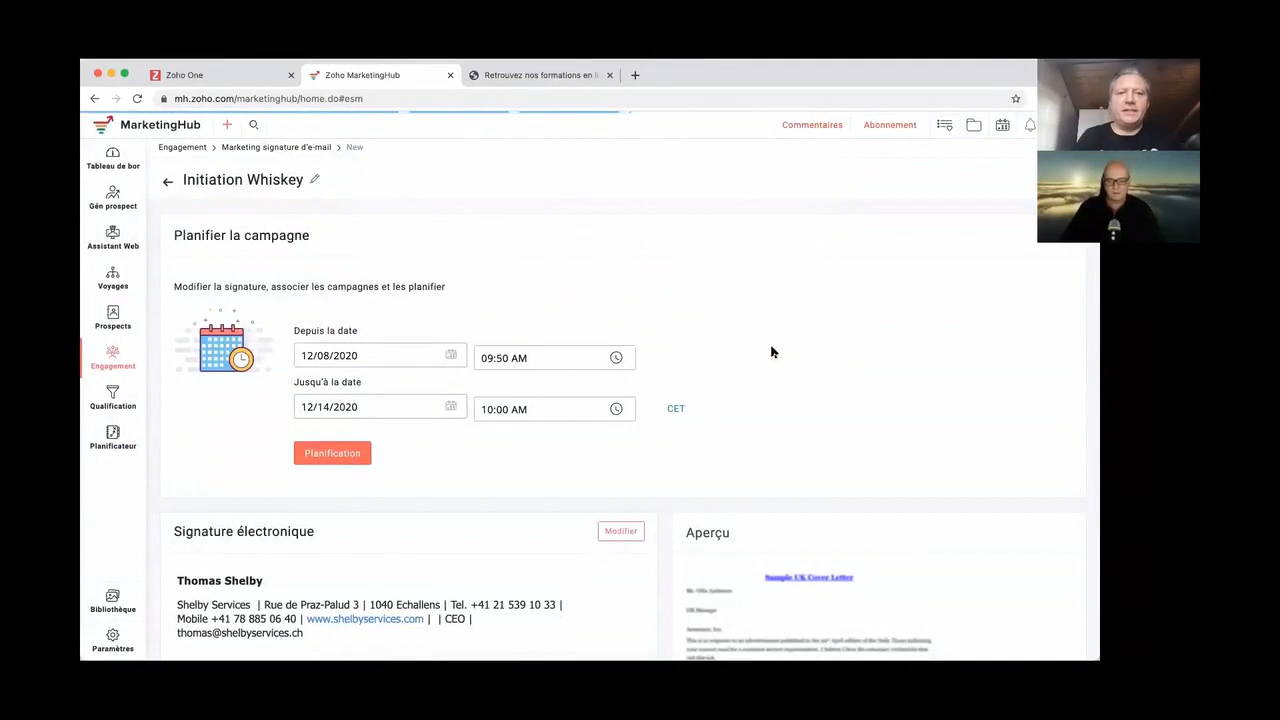 Zoho One
Zoho MarketingHub
Retrouvez nos formations en li
mh.zoho.com/marketinghub/home.do#esm
MarketingHub
Commentaires
Abonnement
Tableau de bor
Gén prospect
Assistant Web
Voyages
Prospects
Engagement
Qualification
Planificateur
Bibliothèque
Paramètres
Engagement > Marketing signature d'e-mail > New
Initiation Whiskey
Planifier la campagne
Modifier la signature, associer les campagnes et les planifier
Depuis la date
12/08/2020 09:50 AM
Jusqu'à la date
12/14/2020 10:00 AM CET
Planification
Signature électronique
Modifier
Thomas Shelby
Shelby Services | Rue de Praz-Palud 3 | 1040 Echallens | Tel. +41 21 539 10 33 |
Mobile +41 78 885 06 40 | www.shelbyservices.com | | CEO |
thomas@shelbyservices.ch
Aperçu
Sample UK Cover Letter
UK Manager